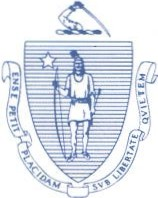 ENSE PETIT
PLACIDAM
SVB LIBERTATE
QVIETEM